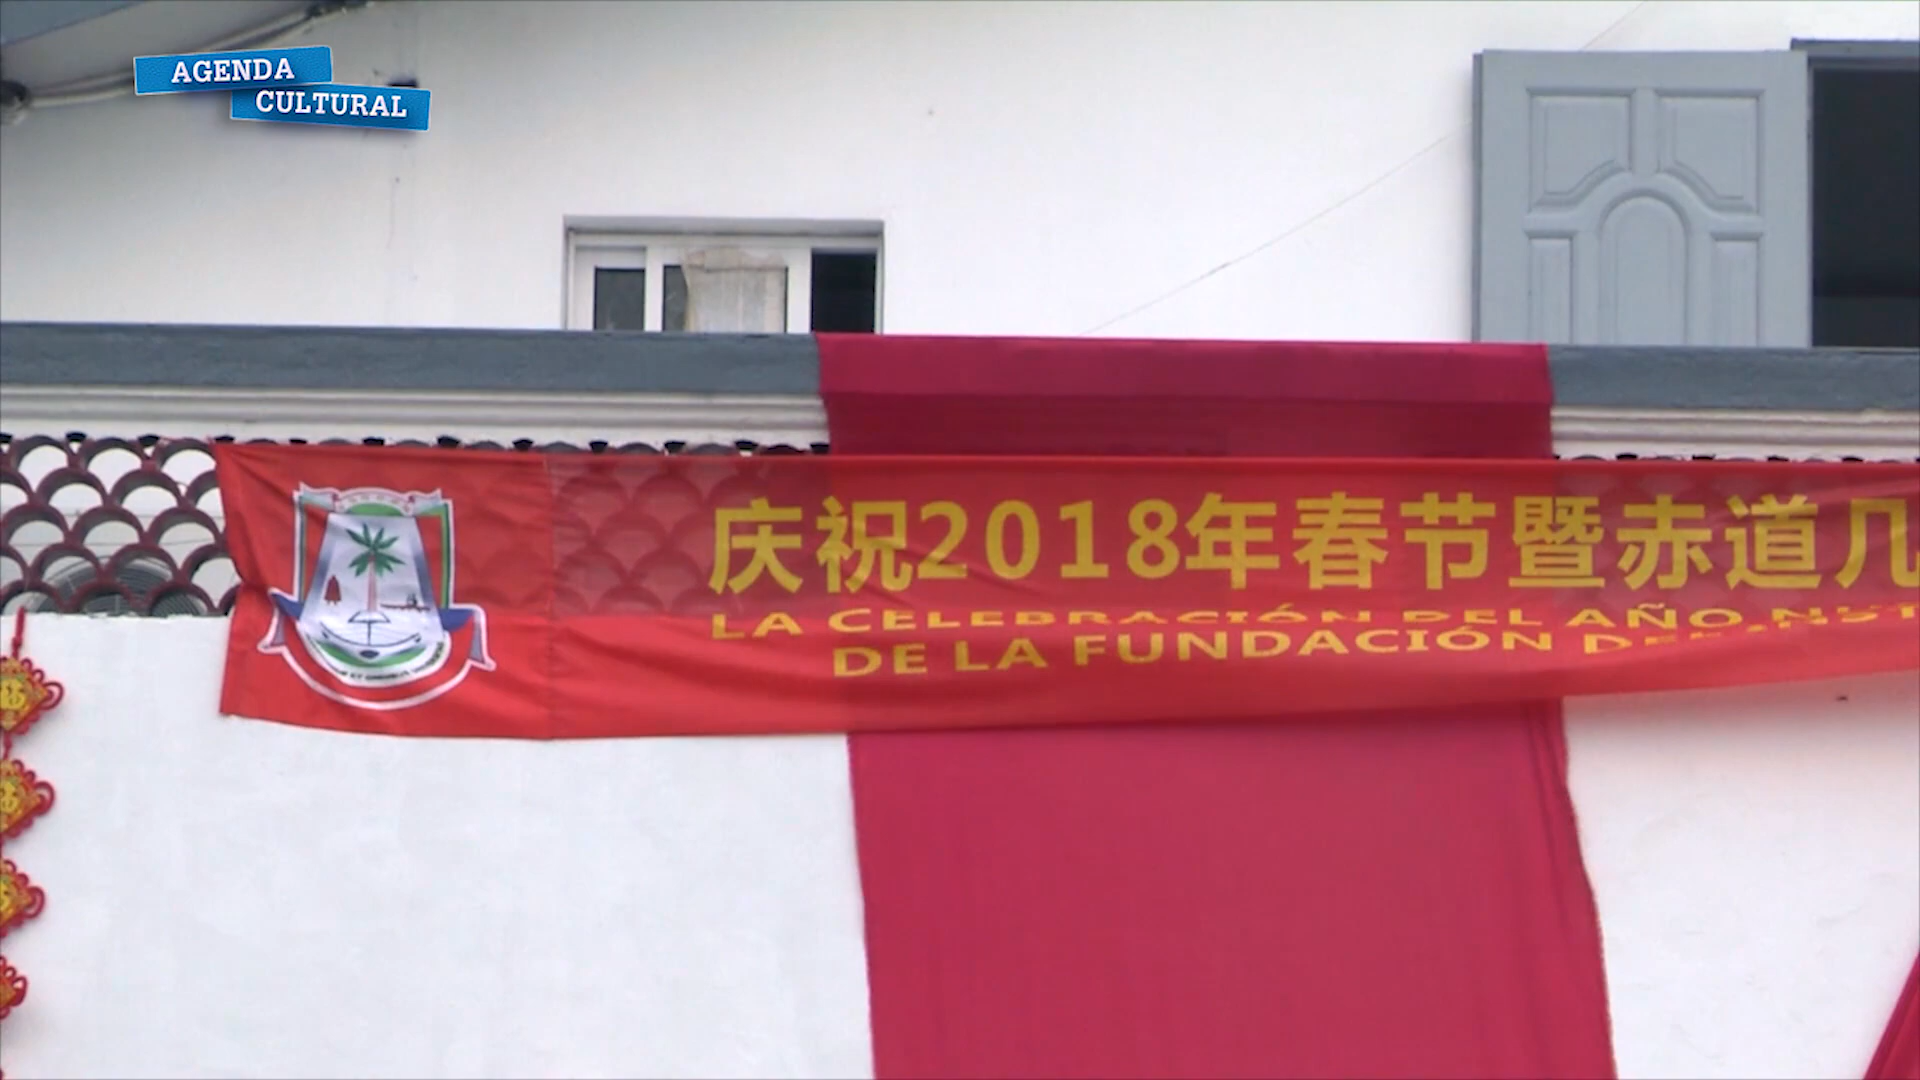 AGENDA
CULTURAL
庆祝2018年春节暨赤道几
LA CELEBRACIÓN DEL AÑO
DE LA FUNDACIÓN